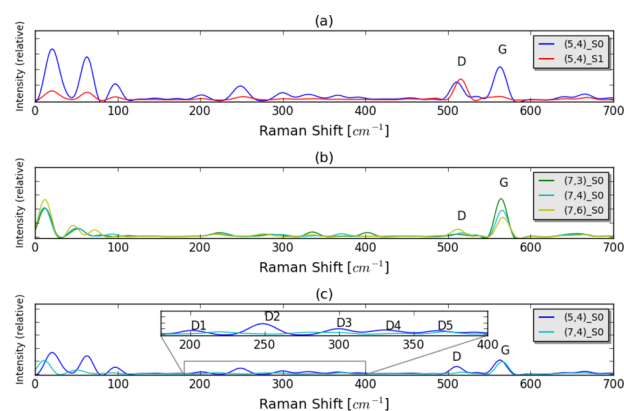 (a)
Intensity (relative)
D
G
(5,4)_S0
(5,4)_S1
0 100 200 300 400 500 600 700
Raman Shift [cm⁻¹]
(b)
Intensity (relative)
D
G
(7,3)_S0
(7,4)_S0
(7,6)_S0
0 100 200 300 400 500 600 700
Raman Shift [cm⁻¹]
(c)
Intensity (relative)
D1 D2 D3 D4 D5
200 250 300 350 400
D
G
(5,4)_S0
(7,4)_S0
0 100 200 300 400 500 600 700
Raman Shift [cm⁻¹]